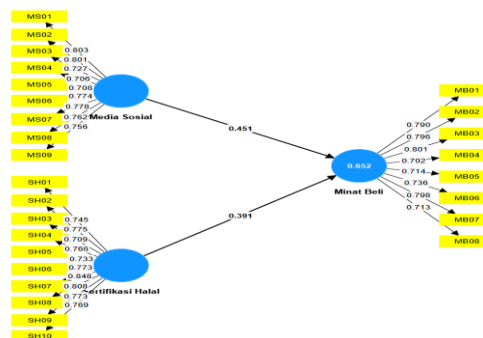 MS01
MS02
MS03
MS04
MS05
MS06
MS07
MS08
MS09
0.803
0.801
0.727
0.706
0.708
0.774
0.778
0.762
0.756
Media Sosial
0.451
SH01
SH02
SH03
SH04
SH05
SH06
SH07
SH08
SH09
SH10
0.745
0.775
0.709
0.766
0.733
0.773
0.848
0.808
0.773
0.769
ertifikasi Halal
0.391
0.652
Minat Beli
0.790
0.796
0.801
0.702
0.714
0.736
0.798
0.713
MB01
MB02
MB03
MB04
MB05
MB06
MB07
MB08